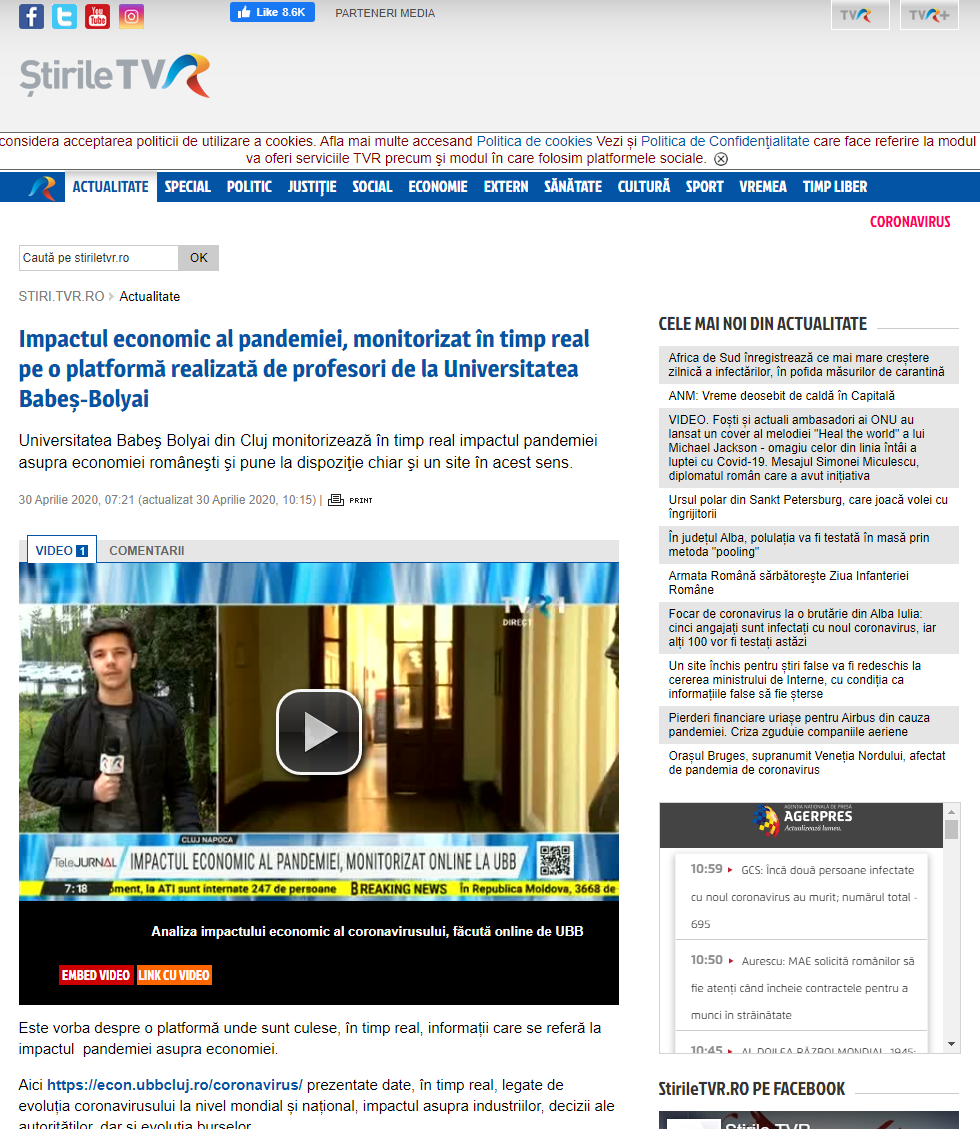 f
You
Tube
Like 8.6K
PARTENERI MEDIA
TVR
TVR+
Știrile TVR
considera acceptarea politicii de utilizare a cookies. Afla mai multe accesand Politica de cookies Vezi și Politica de Confenţialitate care face referire la modul
va oferi serviciile TVR precum și modul în care folosim platformele sociale.
ACTUALITATE SPECIAL POLITIC JUSTIȚIE SOCIAL ECONOMIE EXTERN SĂNĂTATE CULTURĂ SPORT VREMEA TIMP LIBER
CORONAVIRUS
Caută pe stiriletvr.ro OK
STIRI.TVR.RO Actualitate
Impactul economic al pandemiei, monitorizat în timp real
pe o platformă realizată de profesori de la Universitatea
Babeș-Bolyai
Universitatea Babeş Bolyai din Cluj monitorizează în timp real impactul pandemiei
asupra economiei româneşti şi pune la dispoziţie chiar şi un site în acest sens.
30 Aprilie 2020, 07:21 (actualizat 30 Aprilie 2020, 10:15) | PRINT
VIDEO 1 COMENTARII
TVR 1
DIRECT
TVR
CLUJ NAPOCA
TeleJURNAL IMPACTUL ECONOMIC AL PANDEMIEI, MONITORIZAT ONLINE LA UBB
7:18 oment, la ATI sunt internate 247 de persoane BREAKING NEWS În Republica Moldova, 3668 de
Analiza impactului economic al coronavirusului, făcută online de UBB
EMBED VIDEO LINK CU VIDEO
Este vorba despre o platformă unde sunt culese, în timp real, informații care se referă la
impactul pandemiei asupra economiei.
Aici https://econ.ubbcluj.ro/coronavirus/ prezentate date, în timp real, legate de
evoluția coronavirusului la nivel mondial și național, impactul asupra industriilor, decizii ale
autorităților, dar și evoluția burselor.
CELE MAI NOI DIN ACTUALITATE
Africa de Sud înregistrează ce mai mare creștere
zilnică a infectărilor, în pofida măsurilor de carantină
ANM: Vreme deosebit de caldă în Capitală
VIDEO. Foști și actuali ambasadori ai ONU au
lansat un cover al melodiei "Heal the world" a lui
Michael Jackson - omagiu celor din linia întâi a
luptei cu Covid-19. Mesajul Simonei Miculescu,
diplomatul român care a avut inițiativa
Ursul polar din Sankt Petersburg, care joacă volei cu
îngrijitorii
În județul Alba, polulația va fi testată în masă prin
metoda "pooling"
Armata Română sărbătorește Ziua Infanteriei
Române
Focar de coronavirus la o brutărie din Alba Iulia:
cinci angajați sunt infectați cu noul coronavirus, iar
alți 100 vor fi testați astăzi
Un site închis pentru știri false va fi redeschis la
cererea ministrului de Interne, cu condiția ca
informațiile false să fie șterse
Pierderi financiare uriașe pentru Airbus din cauza
pandemiei. Criza zguduie companiile aeriene
Orașul Bruges, supranumit Veneția Nordului, afectat
de pandemia de coronavirus
AGENȚIA NAȚIONALĂ DE PRESĂ
AGERPRES
Actualizează lumea.
10:59 GCS: Încă două persoane infectate
cu noul coronavirus au murit; numărul total -
695
10:50 Aurescu: MAE solicită românilor să
fie atenți când încheie contractele pentru a
munci în străinătate
10:45 AL DOILEA RĂZBOI MONDIAL, 1945:
StirileTVR.RO PE FACEBOOK
Știrile TVR